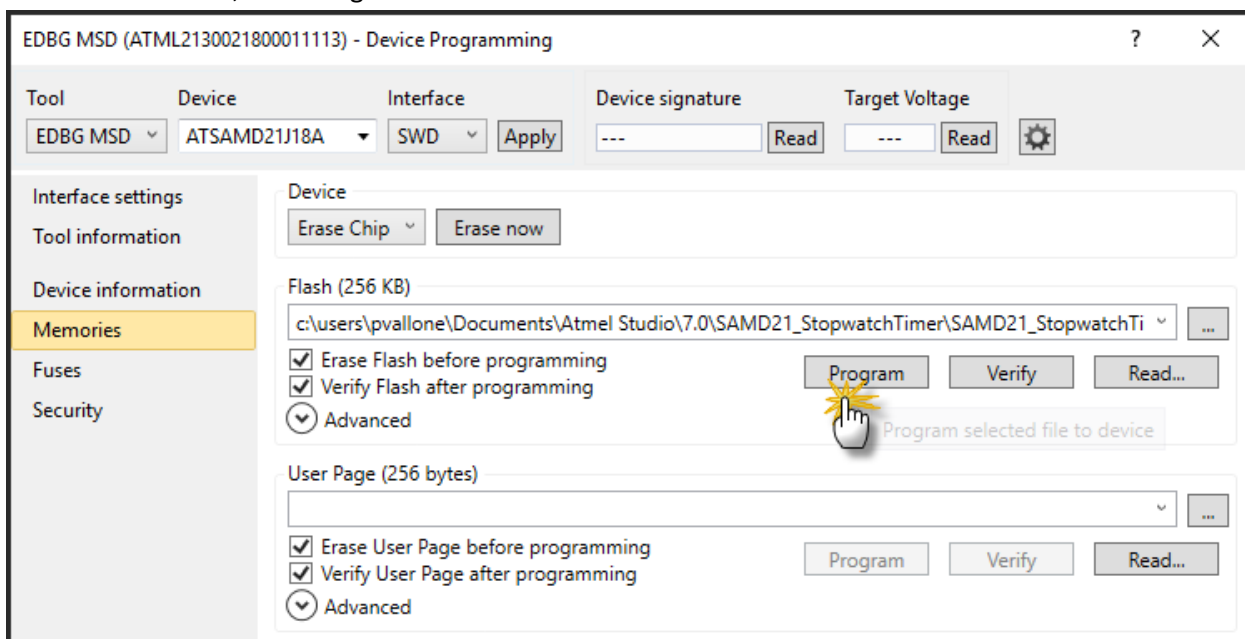 EDBG MSD (ATML2130021800011113) - Device Programming ? ×
Tool Device Interface Device signature Target Voltage
EDBG MSD ATSAMD21J18A SWD Apply --- Read --- Read
Interface settings
Tool information
Device information
Memories
Fuses
Security
Device
Erase Chip Erase now
Flash (256 KB)
c:\users\pvallone\Documents\Atmel Studio\7.0\SAMD21_StopwatchTimer\SAMD21_StopwatchTi ...
Erase Flash before programming
Verify Flash after programming
Program Verify Read...
Advanced
Program selected file to device
User Page (256 bytes)
...
Erase User Page before programming
Verify User Page after programming
Program Verify Read...
Advanced